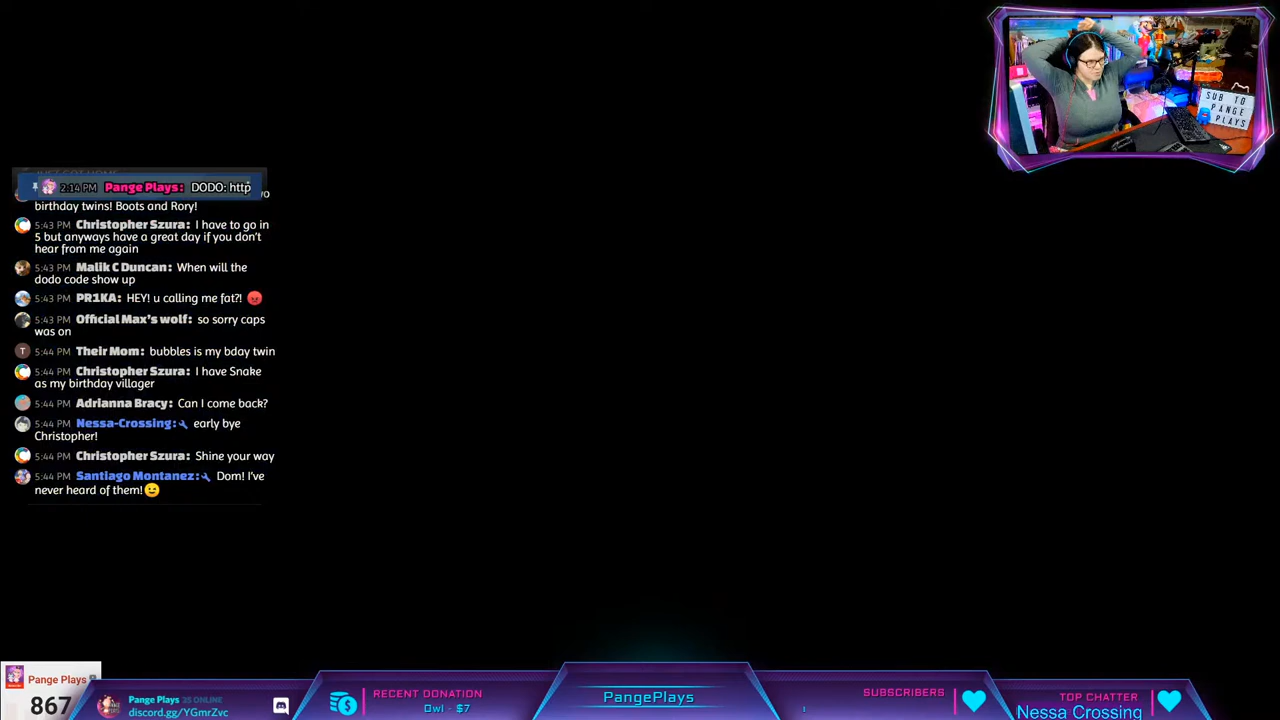 2:14 PM Pange Plays: DODO: http
birthday twins! Boots and Rory!
5:43 PM Christopher Szura: I have to go in
5 but anyways have a great day if you don't
hear from me again
5:43 PM Malik C Duncan: When will the
dodo code show up
5:43 PM PR1KA: HEY! u calling me fat?! 😡
5:43 PM Official Max's wolf: so sorry caps
was on
T 5:44 PM Their Mom: bubbles is my bday twin
5:44 PM Christopher Szura: I have Snake
as my birthday villager
5:44 PM Adrianna Bracy: Can I come back?
5:44 PM Nessa-Crossing: early bye
Christopher!
5:44 PM Christopher Szura: Shine your way
5:44 PM Santiago Montanez: Dom! I've
never heard of them!😉
SUB TO
PANGE
PLAYS
Pange Plays
867
Pange Plays 35 ONLINE
discord.gg/YGmrZvc
RECENT DONATION
Owl - $7
PangePlays
SUBSCRIBERS
TOP CHATTER
Nessa Crossing